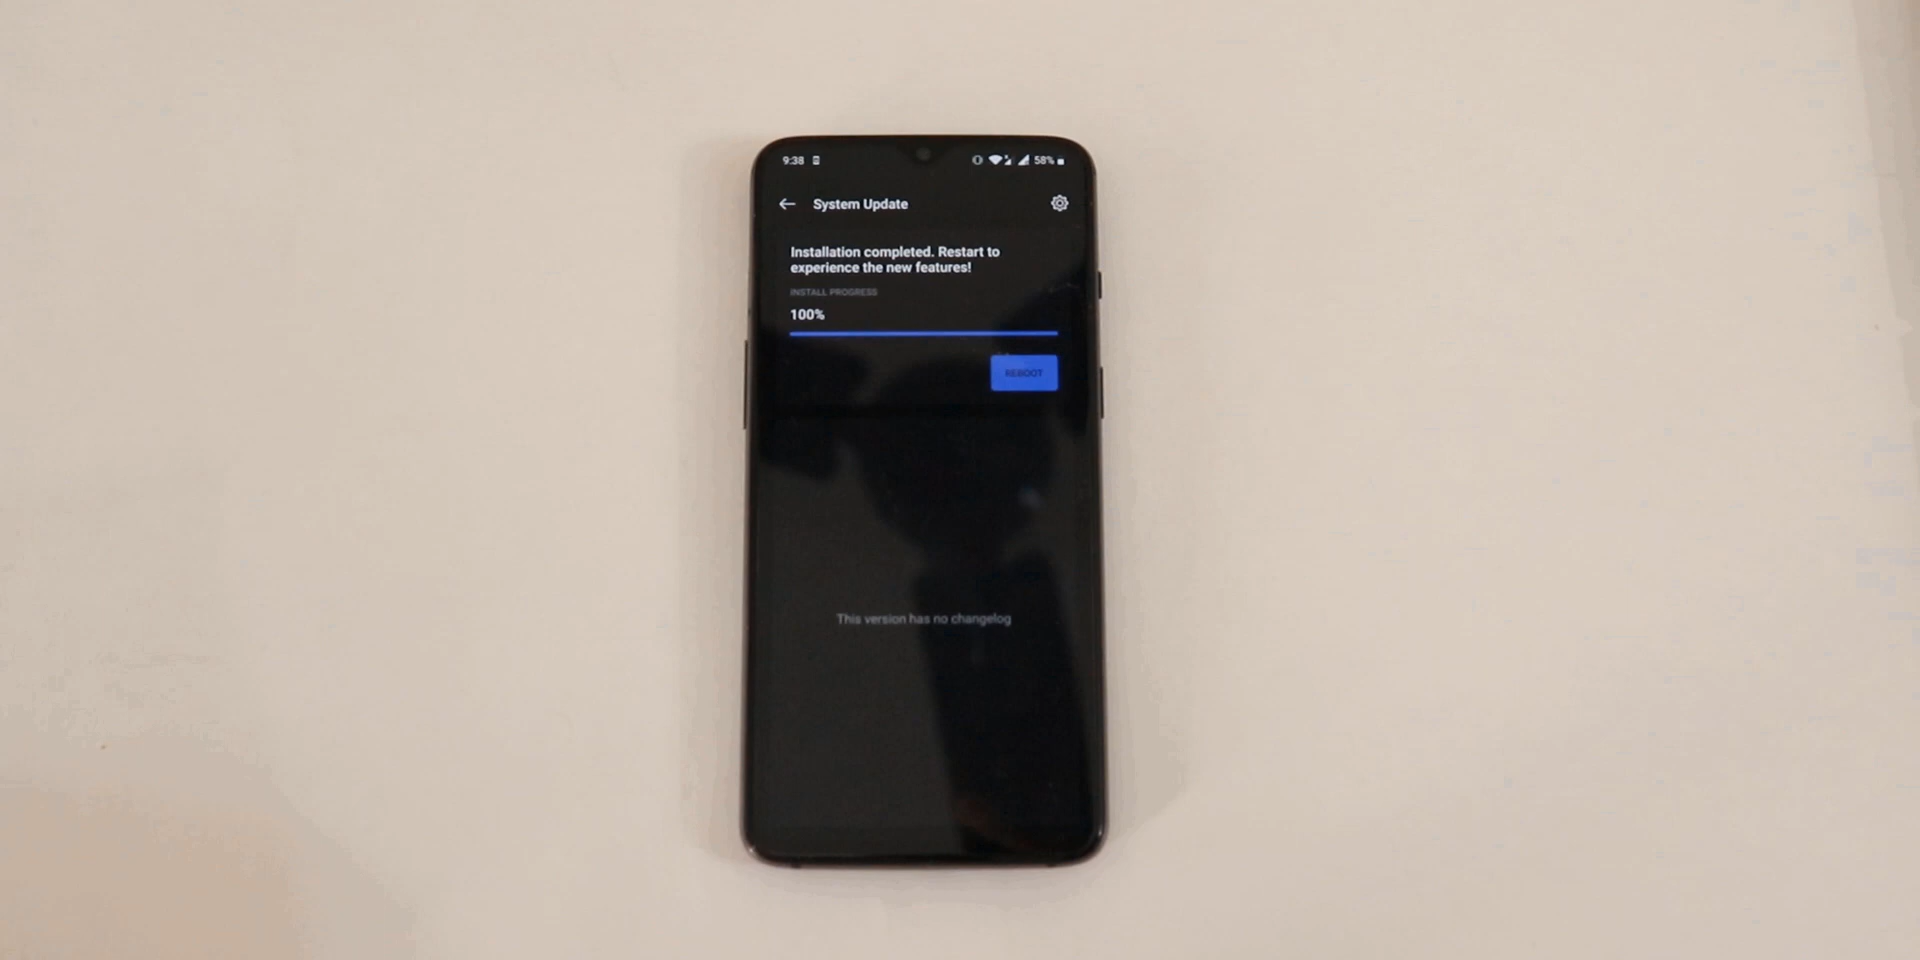 9:38
58%
System Update
Installation completed. Restart to
experience the new features!
INSTALL PROGRESS
100%
REBOOT
This version has no changelog